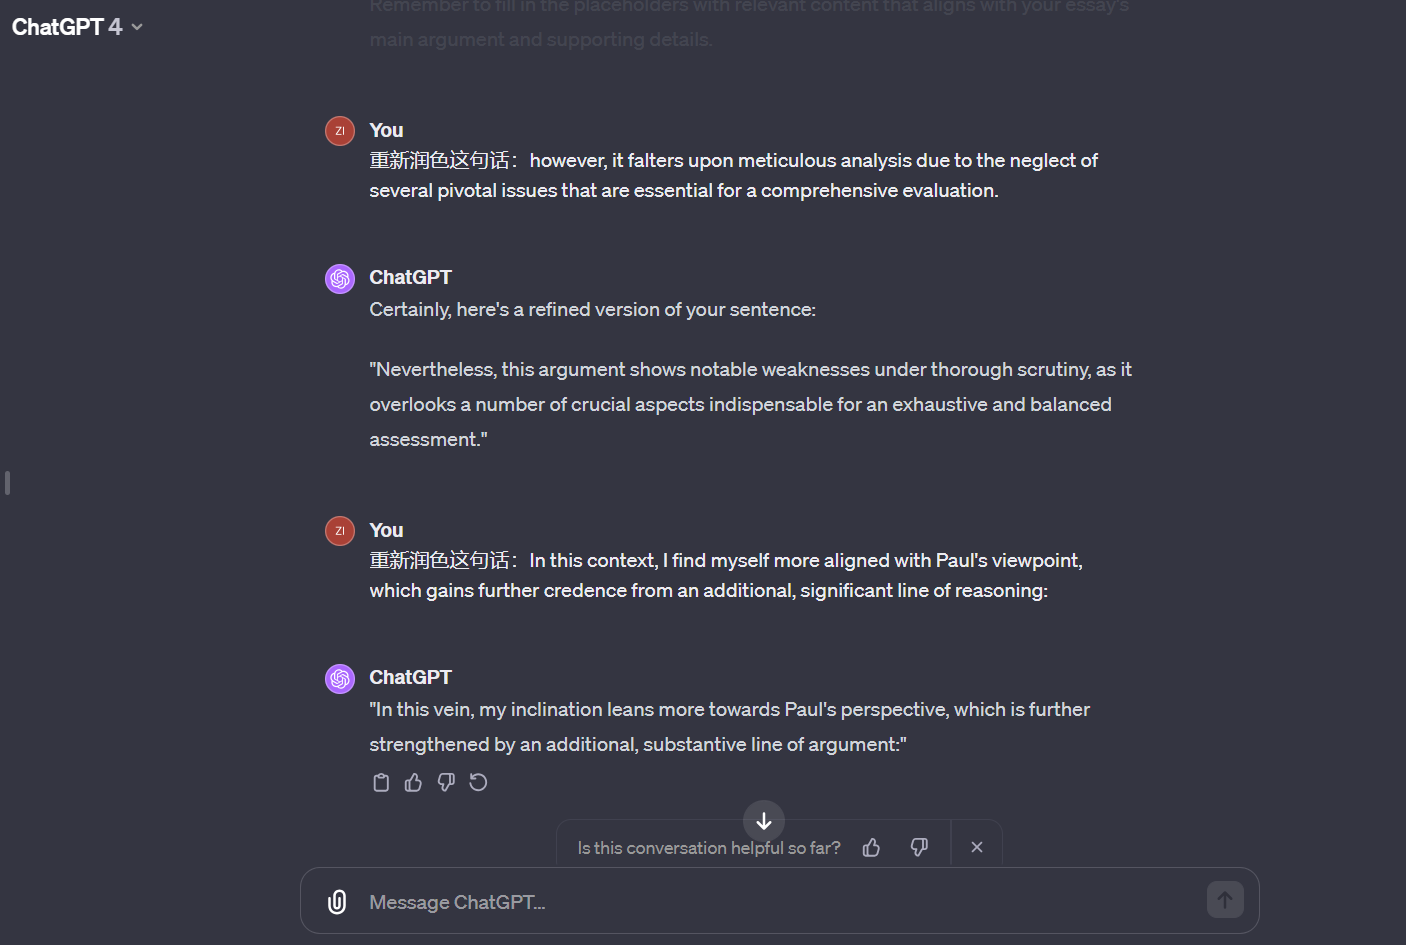 Remember to fill in the placeholders with relevant content that aligns with your essay's
main argument and supporting details.
ChatGPT 4
ZI
You
重新润色这句话：however, it falters upon meticulous analysis due to the neglect of
several pivotal issues that are essential for a comprehensive evaluation.
ChatGPT
Certainly, here's a refined version of your sentence:
"Nevertheless, this argument shows notable weaknesses under thorough scrutiny, as it
overlooks a number of crucial aspects indispensable for an exhaustive and balanced
assessment."
ZI
You
重新润色这句话：In this context, I find myself more aligned with Paul's viewpoint,
which gains further credence from an additional, significant line of reasoning:
ChatGPT
"In this vein, my inclination leans more towards Paul's perspective, which is further
strengthened by an additional, substantive line of argument:"
Is this conversation helpful so far?
Message ChatGPT...